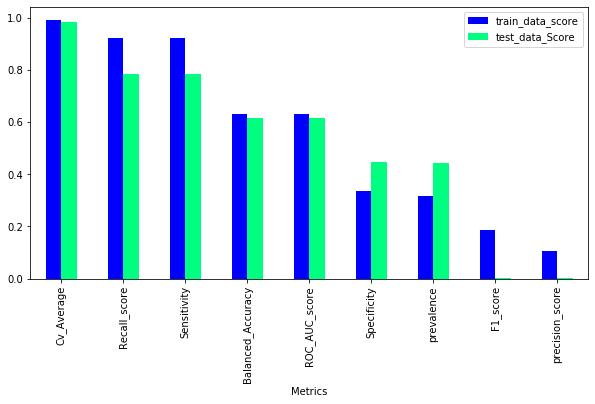 train_data_score
test_data_Score
1.0
0.8
0.6
0.4
0.2
0.0
Cv_Average
Recall_score
Sensitivity
Balanced_Accuracy
ROC_AUC_score
Specificity
prevalence
F1_score
precision_score
Metrics